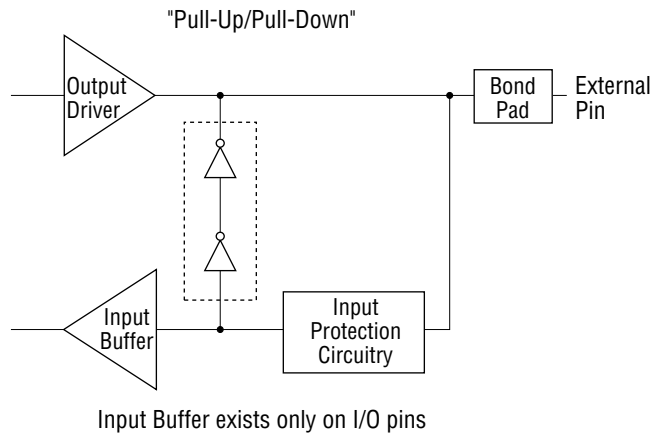 "Pull-Up/Pull-Down"
Output
Driver
Bond
Pad
External
Pin
Input
Buffer
Input
Protection
Circuitry
Input Buffer exists only on I/O pins